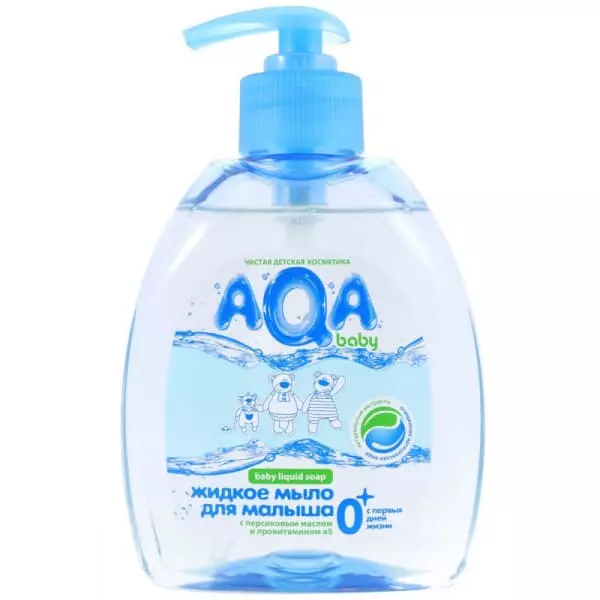 ЧИСТАЯ ДЕТСКАЯ КОСМЕТИКА
AQA
baby
baby liquid soap
ЖИДКОЕ МЫЛО
ДЛЯ МАЛЫША
с персиковым маслом
и провитамином в5
0+
с первых
дней
жизни